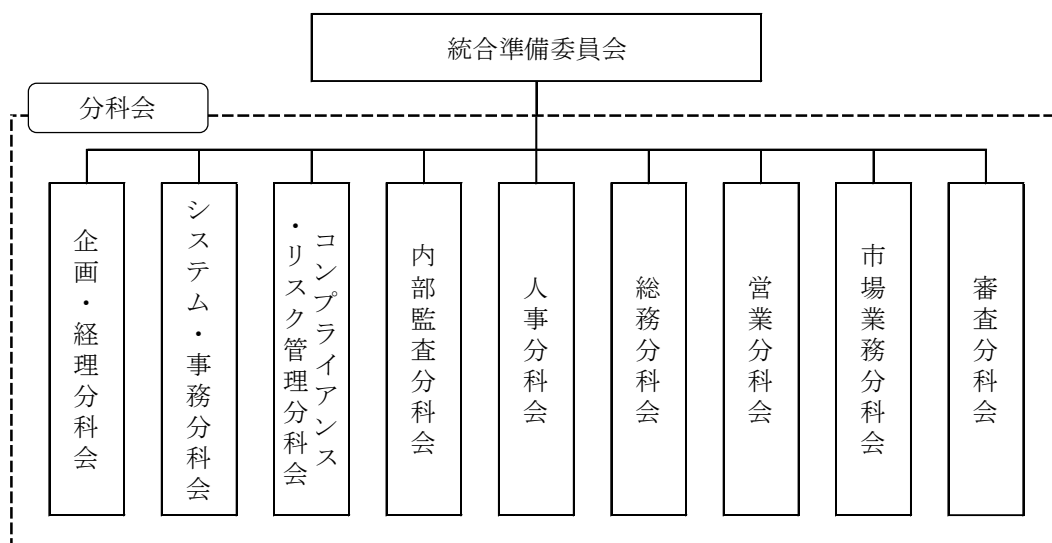 統合準備委員会
分科会
企画・経理分科会
システム・事務分科会
コンプライアンス
・リスク管理分科会
内部監査分科会
人事分科会
総務分科会
営業分科会
市場業務分科会
審査分科会